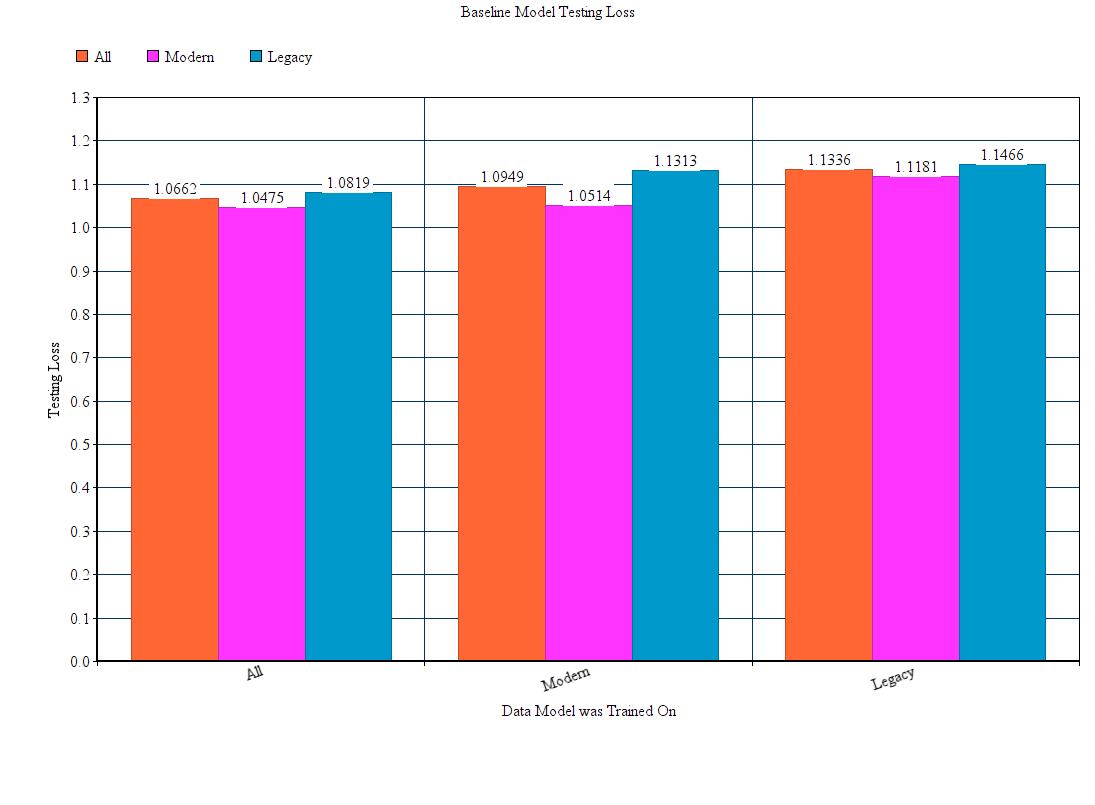 Baseline Model Testing Loss
All Modern Legacy
1.3
1.2
1.1
1.0
0.9
0.8
0.7
0.6
0.5
0.4
0.3
0.2
0.1
0.0
Testing Loss
1.0662 1.0475 1.0819 1.0949 1.0514 1.1313 1.1336 1.1181 1.1466
All Modern Legacy
Data Model was Trained On